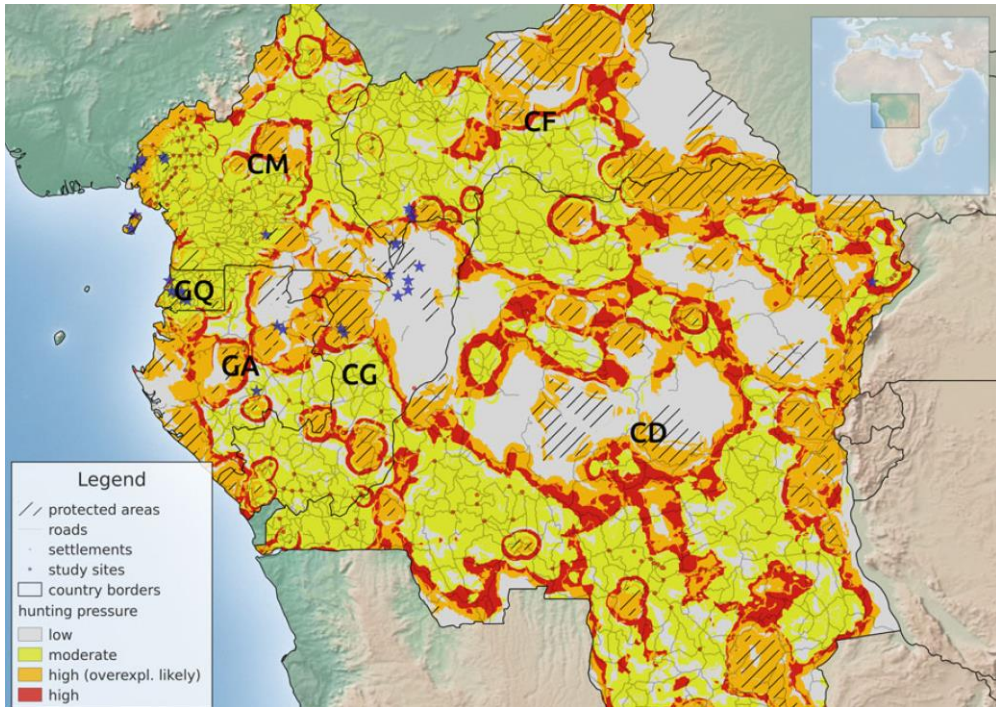 CF
CM
GQ
GA
CG
CD
Legend
protected areas
roads
settlements
study sites
country borders
hunting pressure
low
moderate
high (overexpl. likely)
high